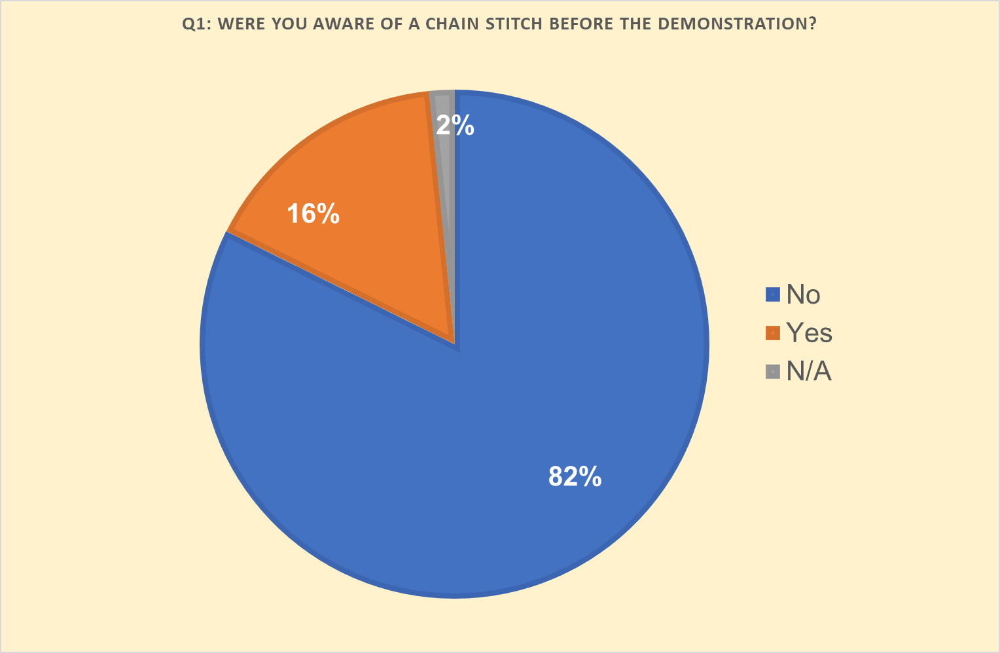 Q1: WERE YOU AWARE OF A CHAIN STITCH BEFORE THE DEMONSTRATION?
2%
16%
82%
No
Yes
N/A